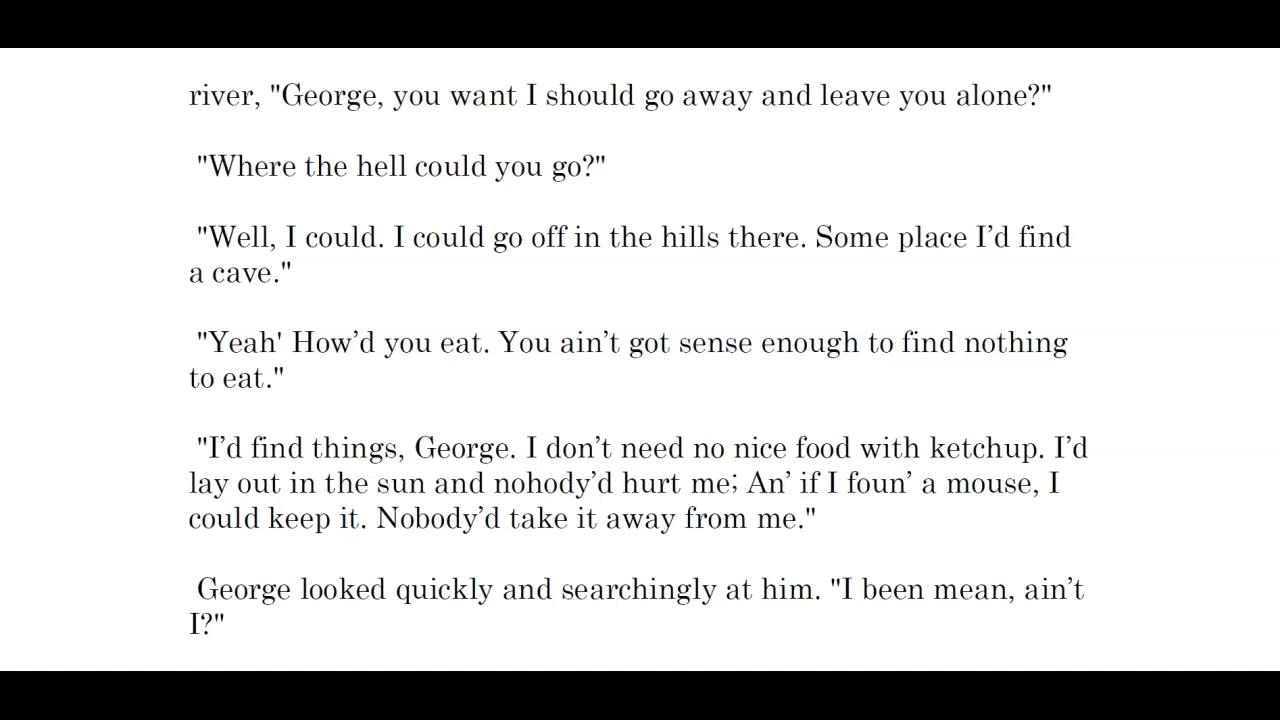 river, "George, you want I should go away and leave you alone?"
"Where the hell could you go?"
"Well, I could. I could go off in the hills there. Some place I’d find
a cave."
"Yeah' How’d you eat. You ain’t got sense enough to find nothing
to eat."
"I’d find things, George. I don’t need no nice food with ketchup. I’d
lay out in the sun and nohody’d hurt me; An’ if I foun’ a mouse, I
could keep it. Nobody’d take it away from me."
George looked quickly and searchingly at him. "I been mean, ain’t
I?"